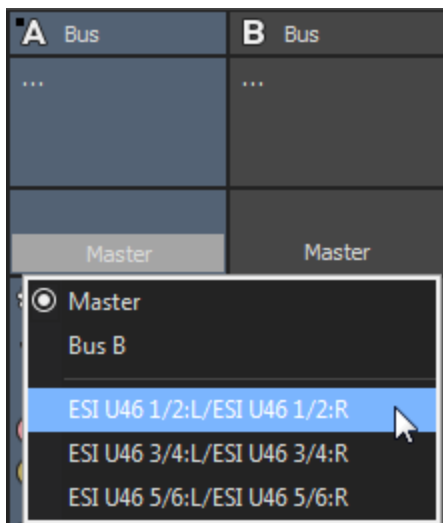 A Bus B Bus
... ...
Master Master
Master
Bus B
ESI U46 1/2:L/ESI U46 1/2:R
ESI U46 3/4:L/ESI U46 3/4:R
ESI U46 5/6:L/ESI U46 5/6:R